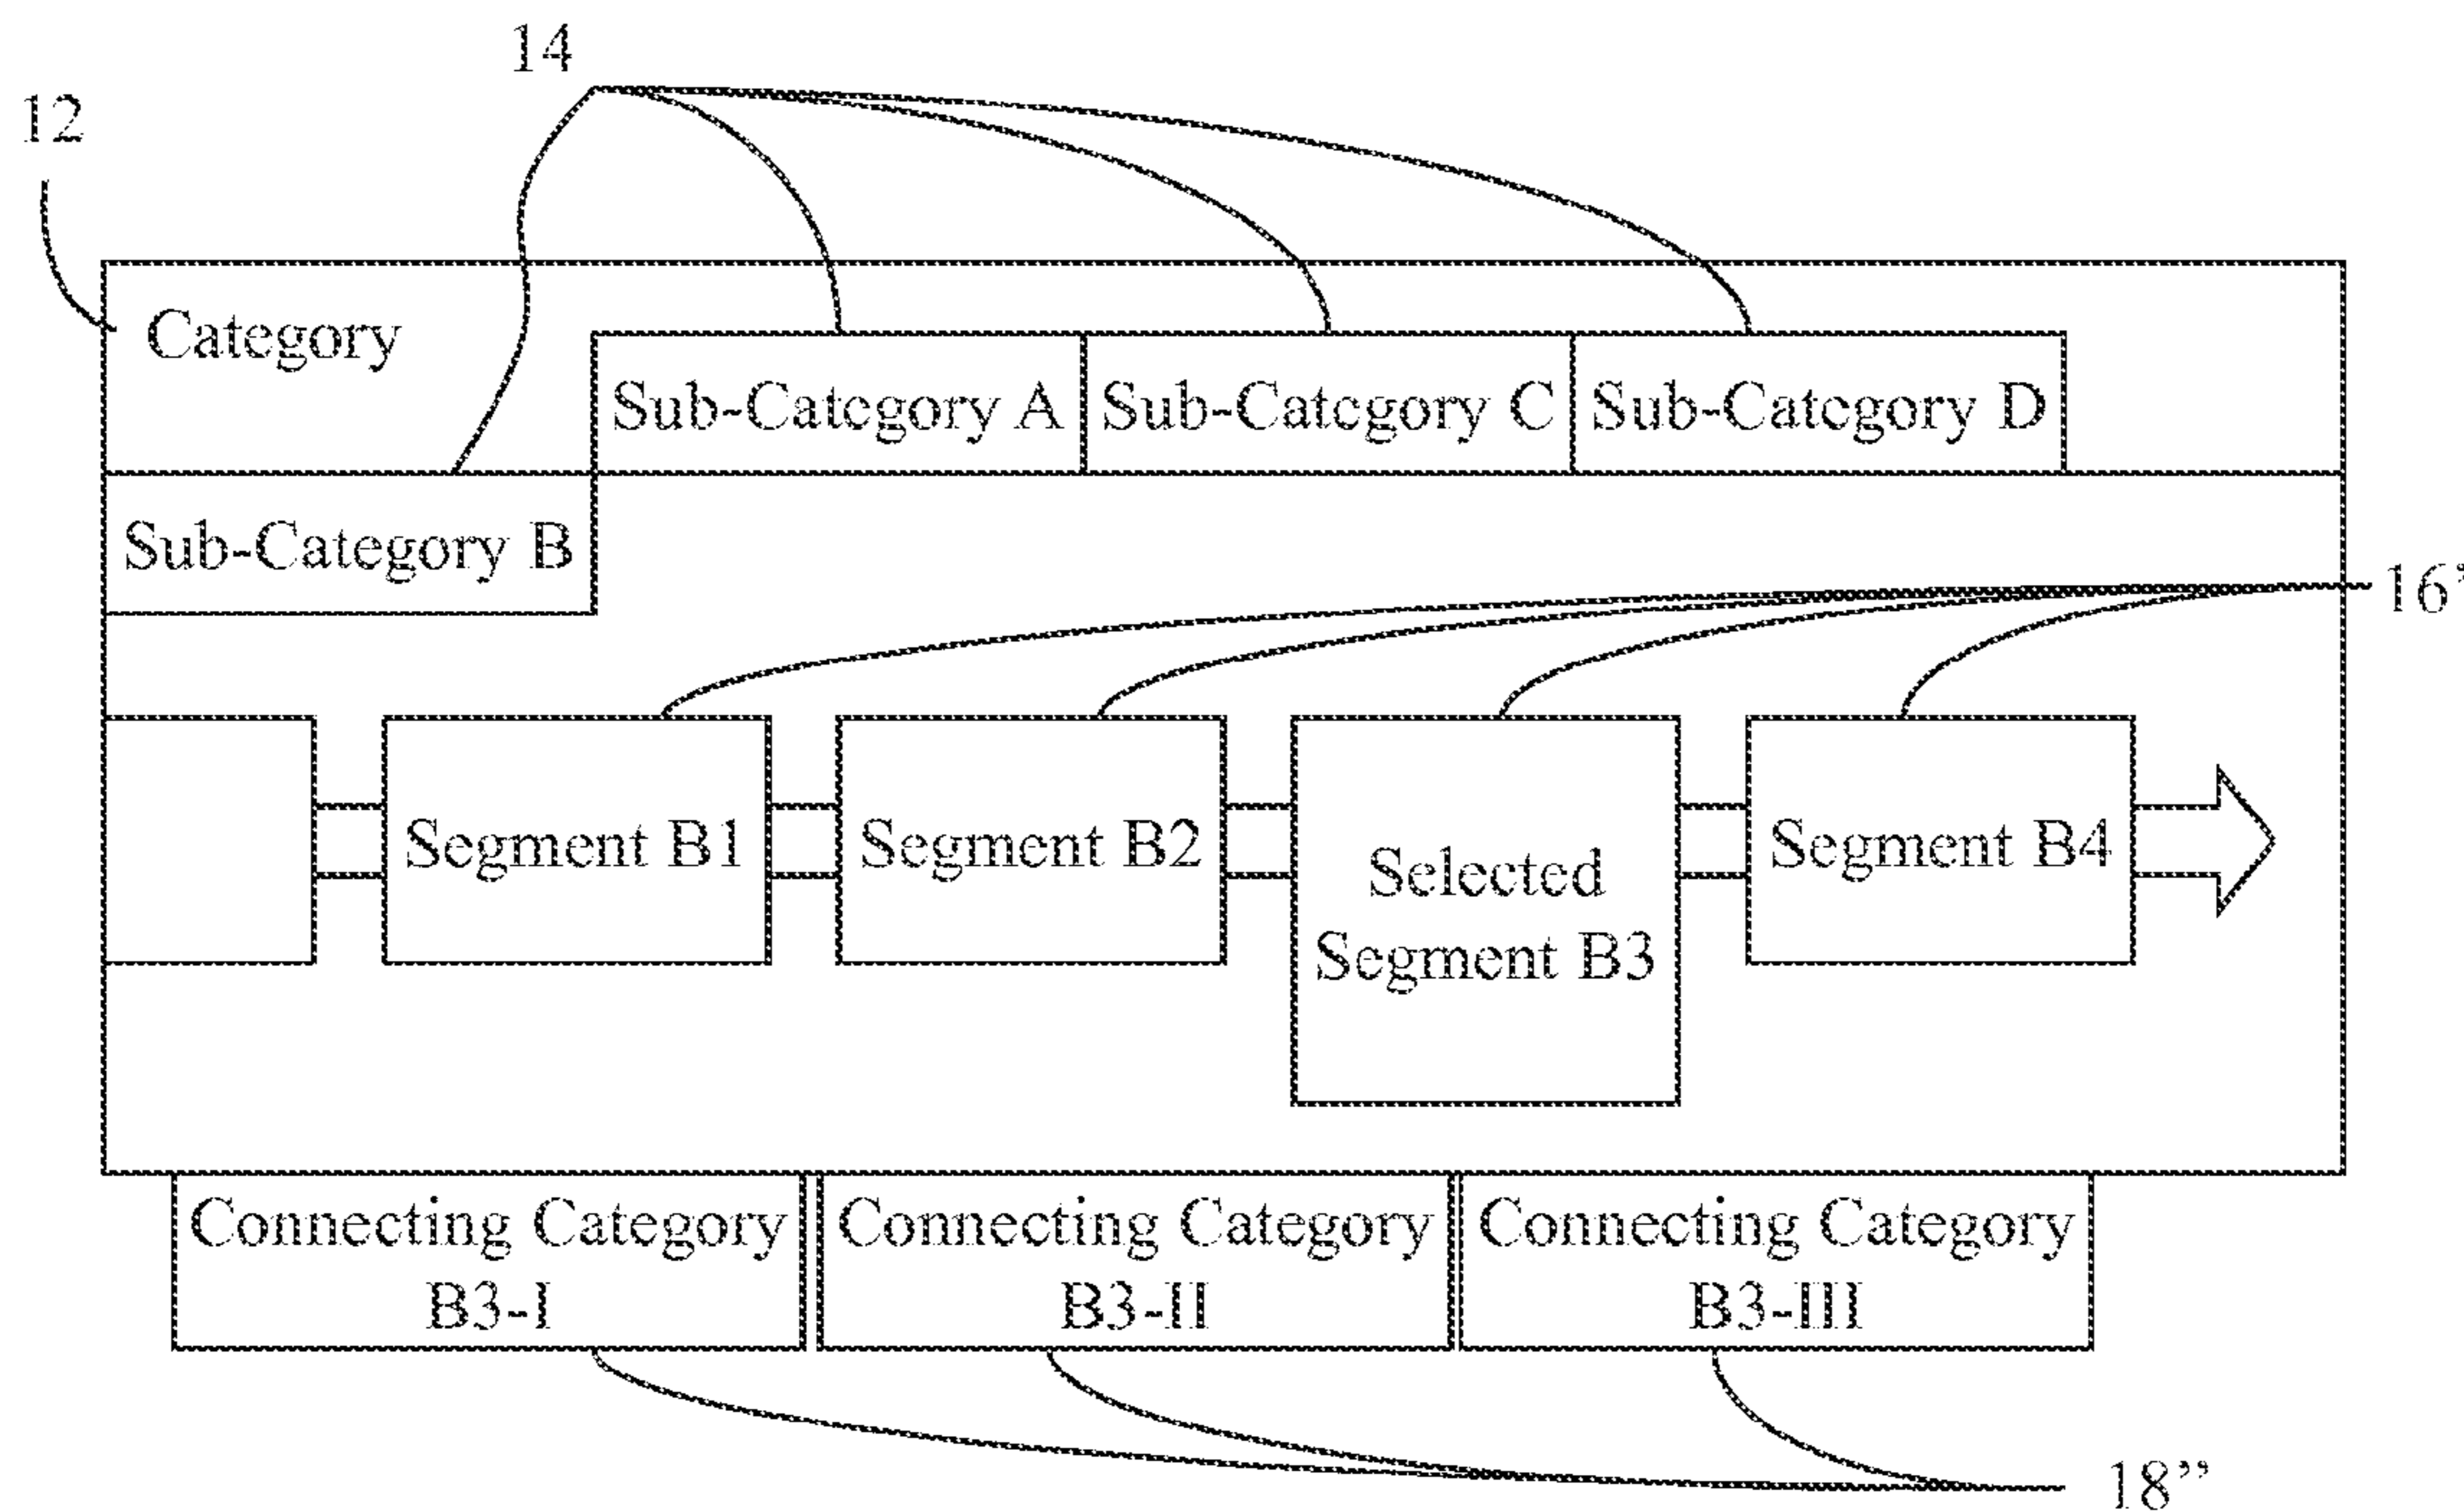 14
12
Category
Sub-Category A
Sub-Category C
Sub-Category D
Sub-Category B
16’
Segment B1
Segment B2
Selected
Segment B3
Segment B4
Connecting Category
B3-I
Connecting Category
B3-II
Connecting Category
B3-III
18”